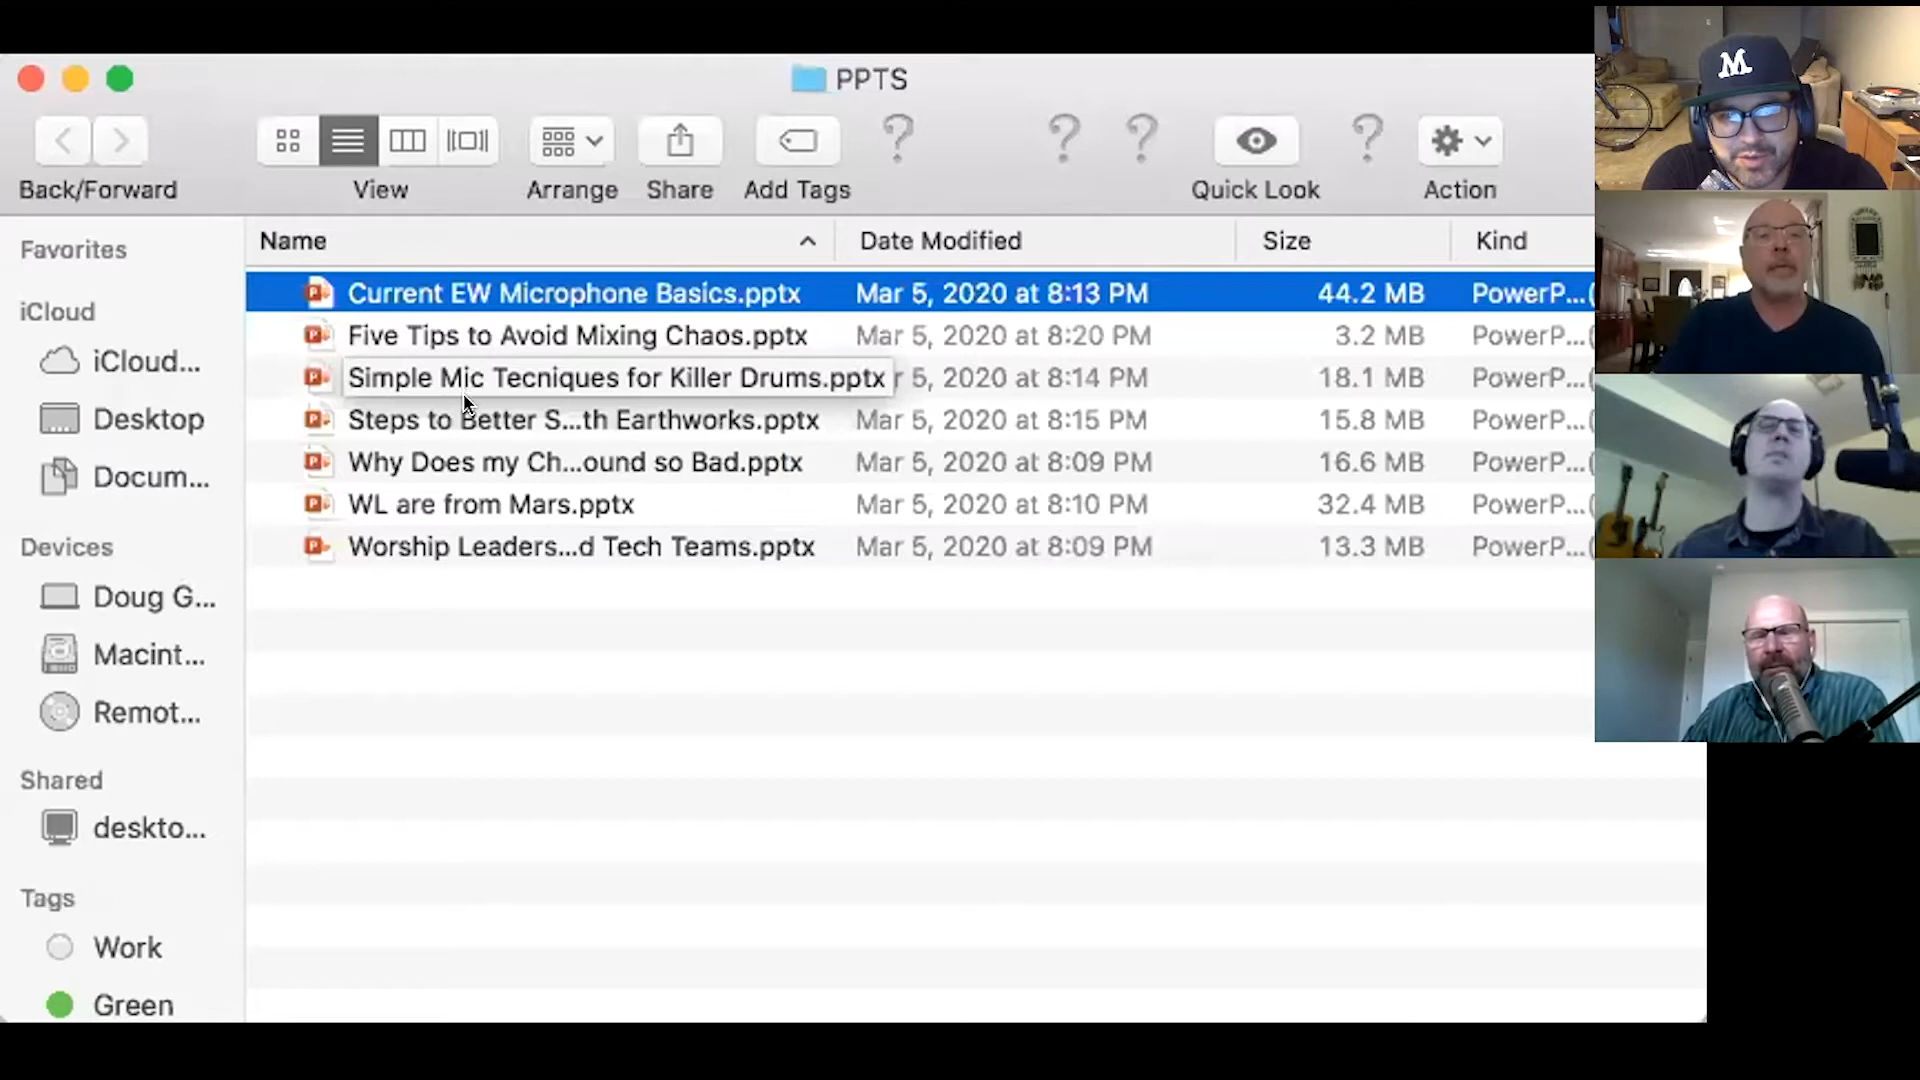 PPTS
Back/Forward
View
Arrange
Share
Add Tags
Quick Look
Action
Favorites
iCloud
iCloud...
Desktop
Docum...
Devices
Doug G...
Macint...
Remot...
Shared
deskto...
Tags
Work
Green
Name Date Modified Size Kind
Current EW Microphone Basics.pptx Mar 5, 2020 at 8:13 PM 44.2 MB PowerP...(
Five Tips to Avoid Mixing Chaos.pptx Mar 5, 2020 at 8:20 PM 3.2 MB PowerP...(
Simple Mic Tecniques for Killer Drums.pptx r 5, 2020 at 8:14 PM 18.1 MB PowerP...(
Steps to Better S...th Earthworks.pptx Mar 5, 2020 at 8:15 PM 15.8 MB PowerP...(
Why Does my Ch...ound so Bad.pptx Mar 5, 2020 at 8:09 PM 16.6 MB PowerP...(
WL are from Mars.pptx Mar 5, 2020 at 8:10 PM 32.4 MB PowerP...(
Worship Leaders...d Tech Teams.pptx Mar 5, 2020 at 8:09 PM 13.3 MB PowerP...(
M